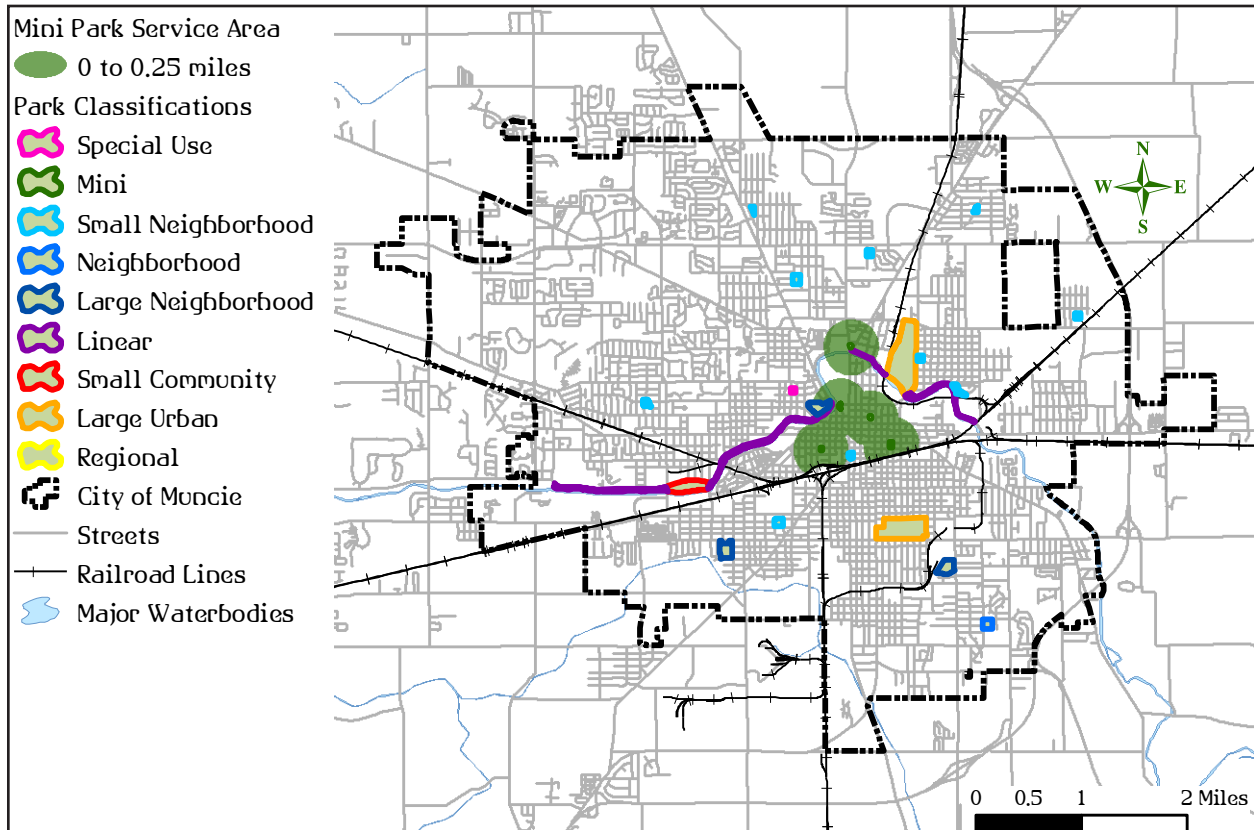 Mini Park Service Area
0 to 0.25 miles
Park Classifications
Special Use
Mini
Small Neighborhood
Neighborhood
Large Neighborhood
Linear
Small Community
Large Urban
Regional
City of Muncie
Streets
Railroad Lines
Major Waterbodies
N
W E
S
0 0.5 1 2 Miles